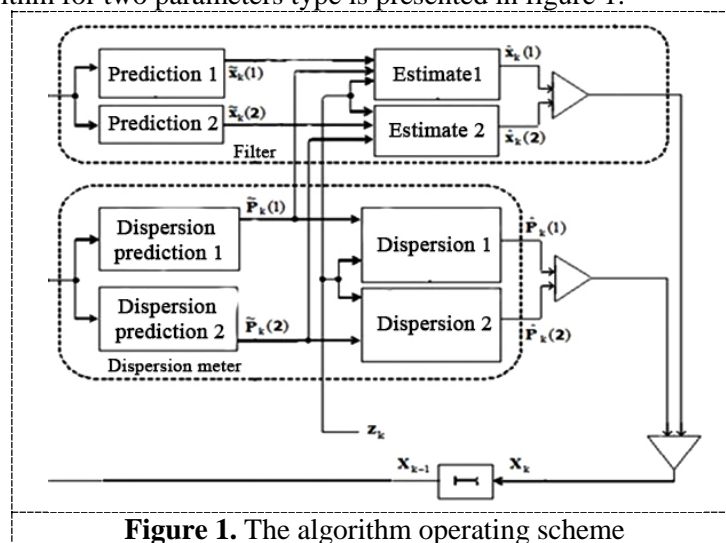 ithm for two parameters type is presented in figure 1.
Prediction 1
x̃ₖ(1)
Prediction 2
x̃ₖ(2)
Estimate1
x̂ₖ(1)
Estimate 2
x̂ₖ(2)
Filter
Dispersion
prediction 1
P̃ₖ(1)
Dispersion
prediction 2
P̃ₖ(2)
Dispersion 1
P̂ₖ(1)
Dispersion 2
P̂ₖ(2)
Dispersion meter
zₖ
Xₖ₋₁
Xₖ
Figure 1. The algorithm operating scheme